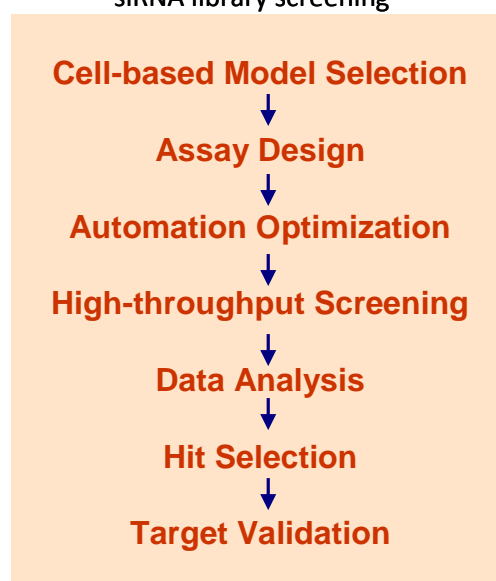 siRNA library screening
Cell-based Model Selection
Assay Design
Automation Optimization
High-throughput Screening
Data Analysis
Hit Selection
Target Validation